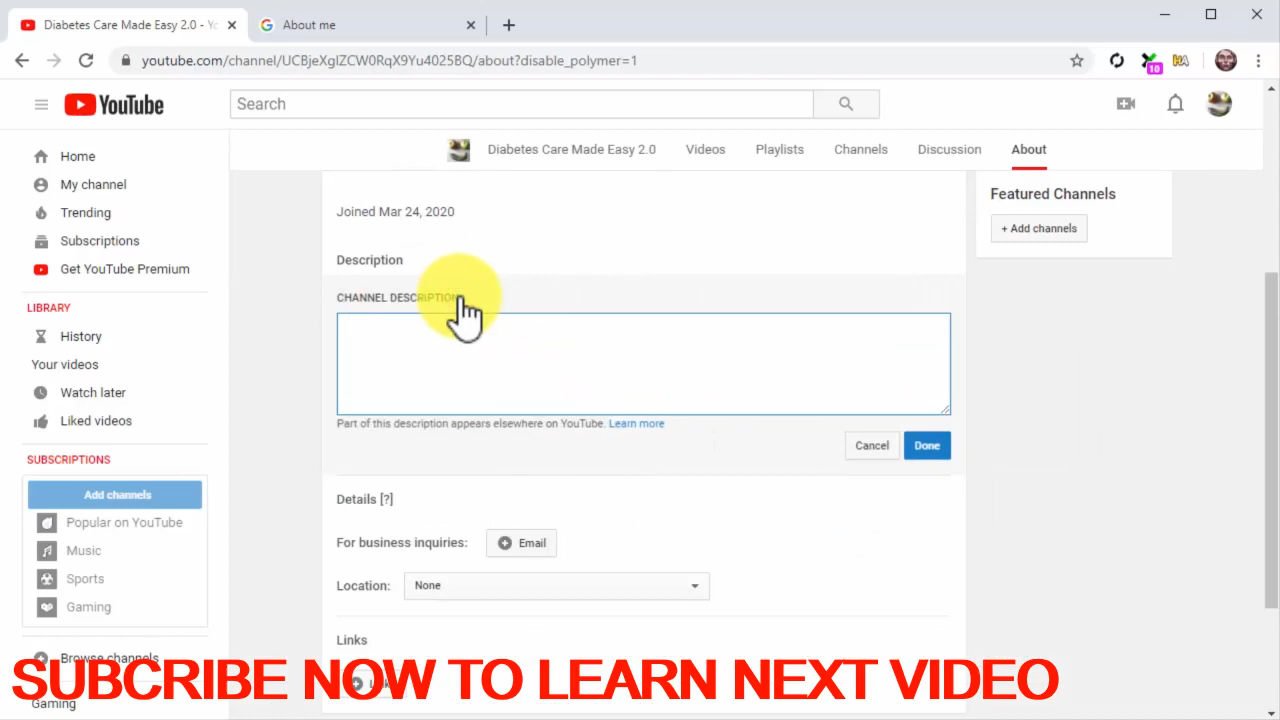 Diabetes Care Made Easy 2.0 - Yo
About me
youtube.com/channel/UCBjeXgIZCW0RqX9Yu4025BQ/about?disable_polymer=1
10
YouTube
Search
Diabetes Care Made Easy 2.0
Videos
Playlists
Channels
Discussion
About
Home
My channel
Trending
Subscriptions
Get YouTube Premium
LIBRARY
History
Your videos
Watch later
Liked videos
SUBSCRIPTIONS
Add channels
Popular on YouTube
Music
Sports
Gaming
Browse channels
Gaming
Joined Mar 24, 2020
Description
CHANNEL DESCRIPTION
Part of this description appears elsewhere on YouTube. Learn more
Cancel
Done
Details [?]
For business inquiries:
Email
Location:
None
Links
Featured Channels
+ Add channels
SUBCRIBE NOW TO LEARN NEXT VIDEO